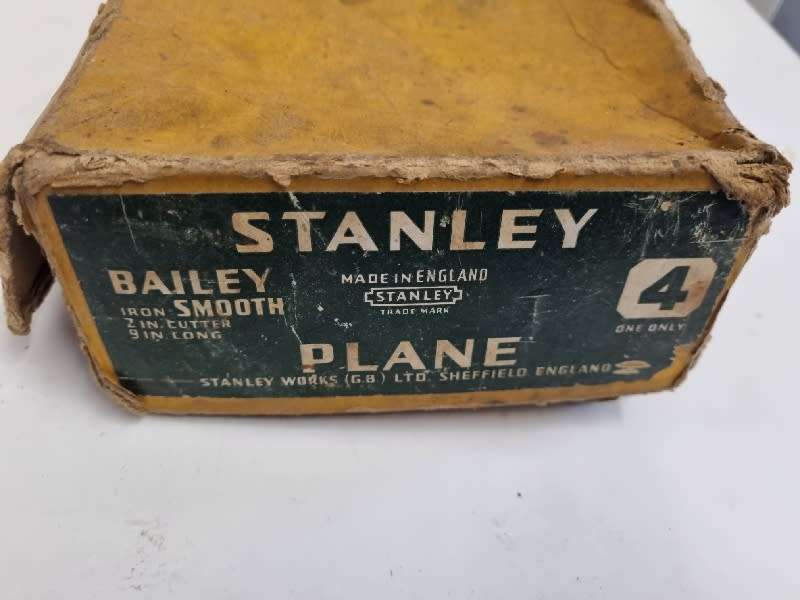 STANLEY
BAILEY
IRON SMOOTH
2 IN. CUTTER
9 IN LONG
MADE IN ENGLAND
STANLEY
TRADE MARK
PLANE
4
ONE ONLY
STANLEY WORKS (G.B.) LTD. SHEFFIELD ENGLAND